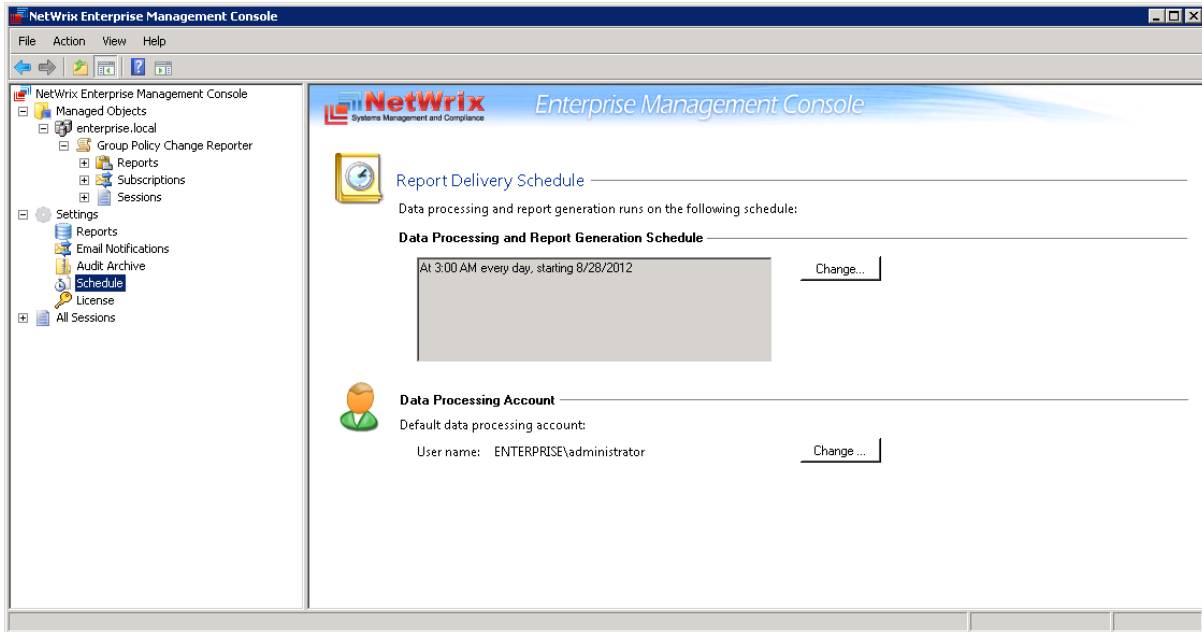 NetWrix Enterprise Management Console
File Action View Help
NetWrix Enterprise Management Console
Managed Objects
enterprise.local
Group Policy Change Reporter
Reports
Subscriptions
Sessions
Settings
Reports
Email Notifications
Audit Archive
Schedule
License
All Sessions
NetWrix
Systems Management and Compliance
Enterprise Management Console
Report Delivery Schedule
Data processing and report generation runs on the following schedule:
Data Processing and Report Generation Schedule
At 3:00 AM every day, starting 8/28/2012
Change...
Data Processing Account
Default data processing account:
User name: ENTERPRISE\administrator
Change ...